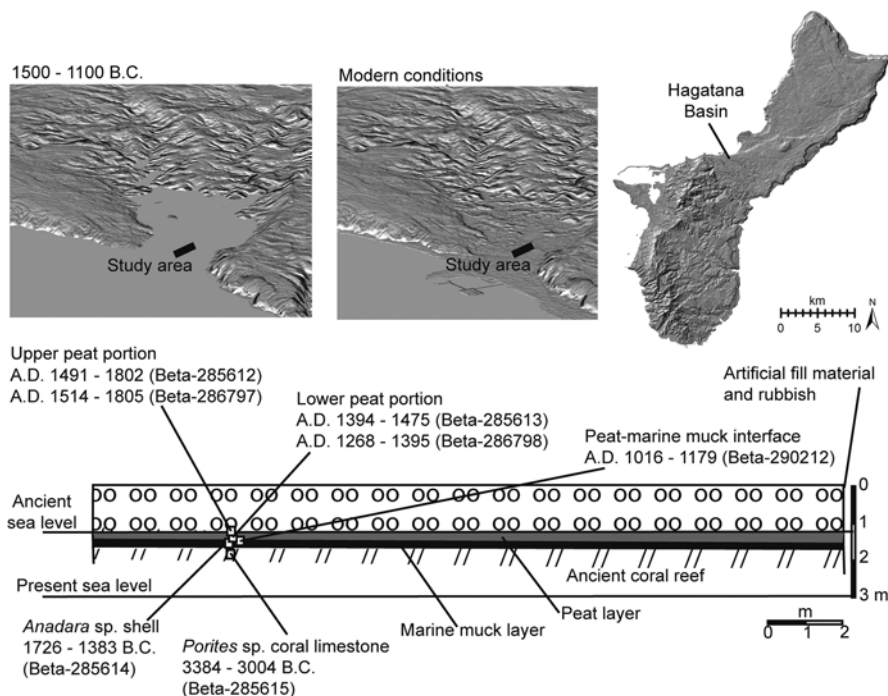 1500 - 1100 B.C.
Study area
Modern conditions
Study area
Hagatana
Basin
km
0 5 10
N
Upper peat portion
A.D. 1491 - 1802 (Beta-285612)
A.D. 1514 - 1805 (Beta-286797)
Lower peat portion
A.D. 1394 - 1475 (Beta-285613)
A.D. 1268 - 1395 (Beta-286798)
Peat-marine muck interface
A.D. 1016 - 1179 (Beta-290212)
Artificial fill material
and rubbish
Ancient
sea level
Present sea level
0
1
2
3 m
Ancient coral reef
Peat layer
Marine muck layer
Anadara sp. shell
1726 - 1383 B.C.
(Beta-285614)
Porites sp. coral limestone
3384 - 3004 B.C.
(Beta-285615)
m
0 1 2